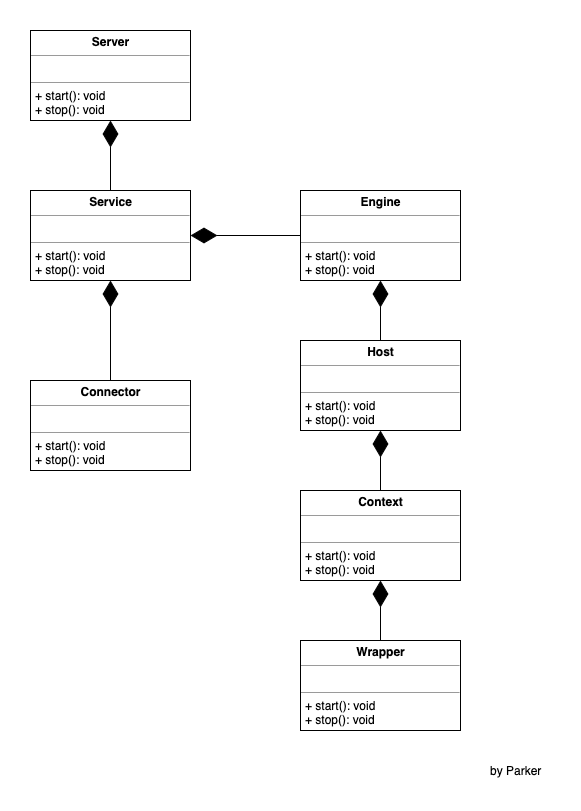 Server
+ start(): void
+ stop(): void
Service
+ start(): void
+ stop(): void
Engine
+ start(): void
+ stop(): void
Host
+ start(): void
+ stop(): void
Connector
+ start(): void
+ stop(): void
Context
+ start(): void
+ stop(): void
Wrapper
+ start(): void
+ stop(): void
by Parker